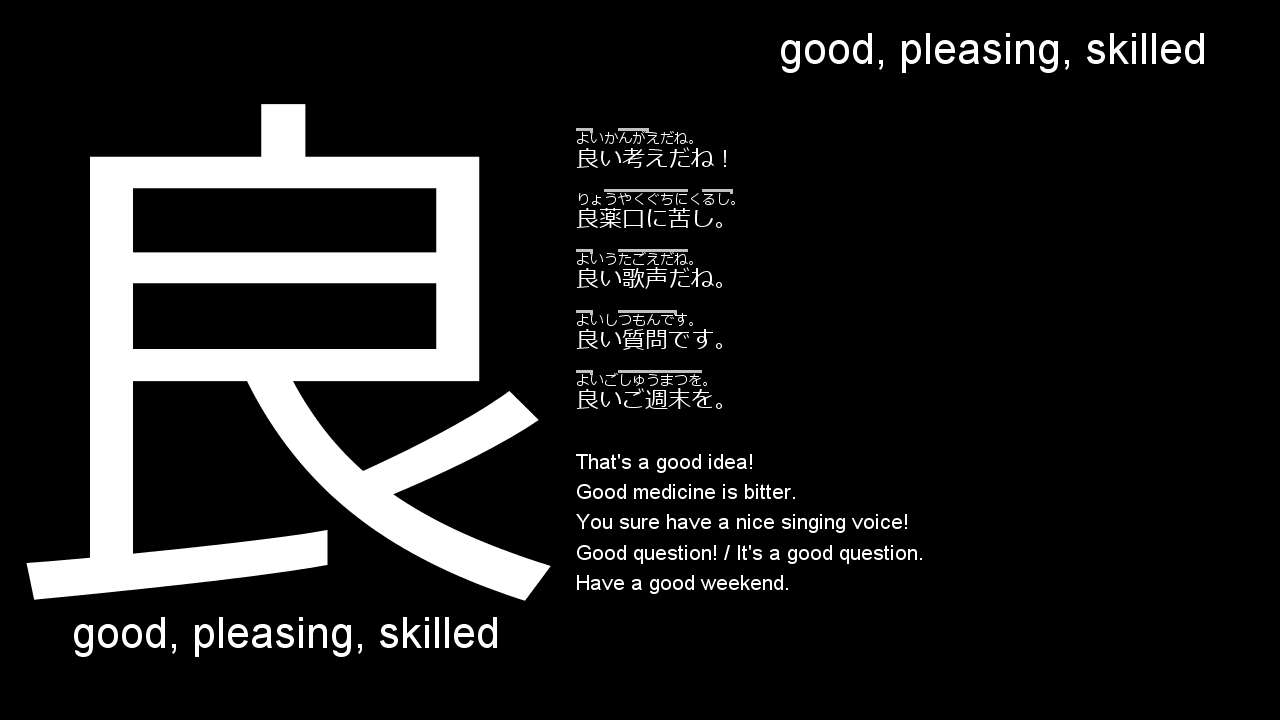 good, pleasing, skilled
良
よいかんがえだね。
良い考えだね！
りょうやくぐちにくるし。
良薬口に苦し。
よいうたごえだね。
良い歌声だね。
よいしつもんです。
良い質問です。
よいごしゅうまつを。
良いご週末を。
That's a good idea!
Good medicine is bitter.
You sure have a nice singing voice!
Good question! / It's a good question.
Have a good weekend.
good, pleasing, skilled